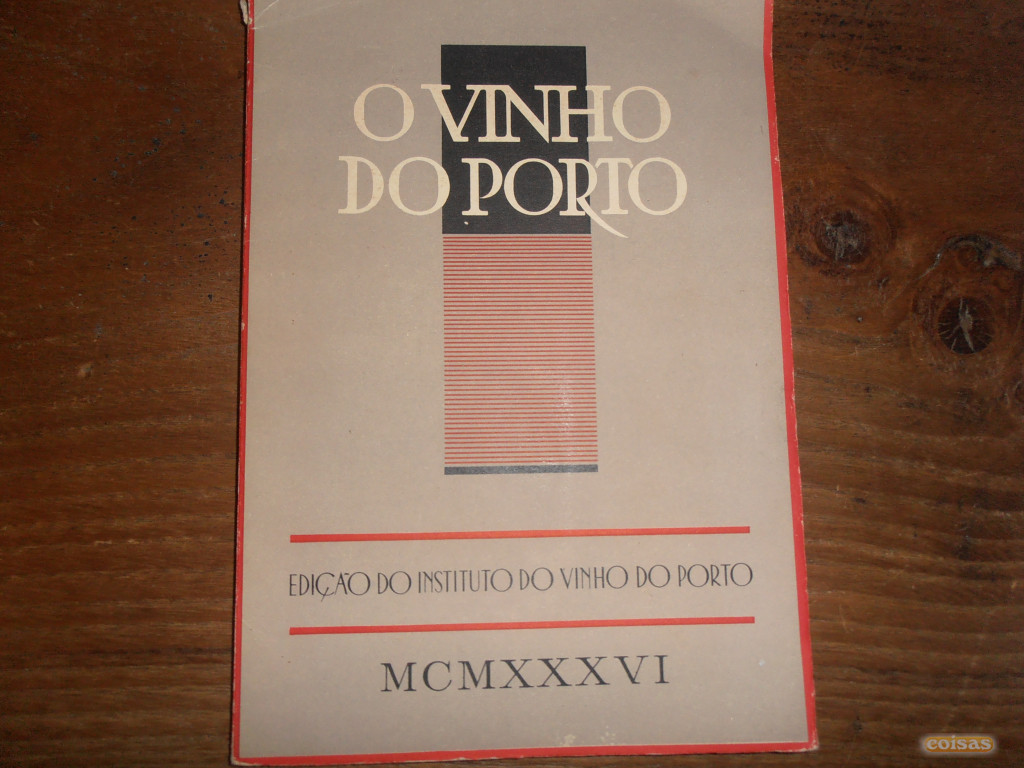 O VINHO
DO PORTO
EDIÇÃO DO INSTITUTO DO VINHO DO PORTO
MCMXXXVI
coisas